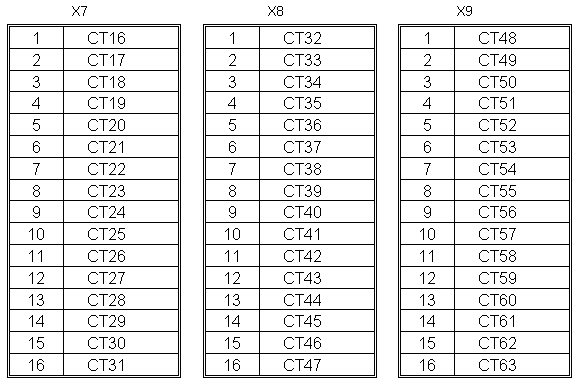 X7 X8 X9
1 CT16 1 CT32 1 CT48
2 CT17 2 CT33 2 CT49
3 CT18 3 CT34 3 CT50
4 CT19 4 CT35 4 CT51
5 CT20 5 CT36 5 CT52
6 CT21 6 CT37 6 CT53
7 CT22 7 CT38 7 CT54
8 CT23 8 CT39 8 CT55
9 CT24 9 CT40 9 CT56
10 CT25 10 CT41 10 CT57
11 CT26 11 CT42 11 CT58
12 CT27 12 CT43 12 CT59
13 CT28 13 CT44 13 CT60
14 CT29 14 CT45 14 CT61
15 CT30 15 CT46 15 CT62
16 CT31 16 CT47 16 CT63